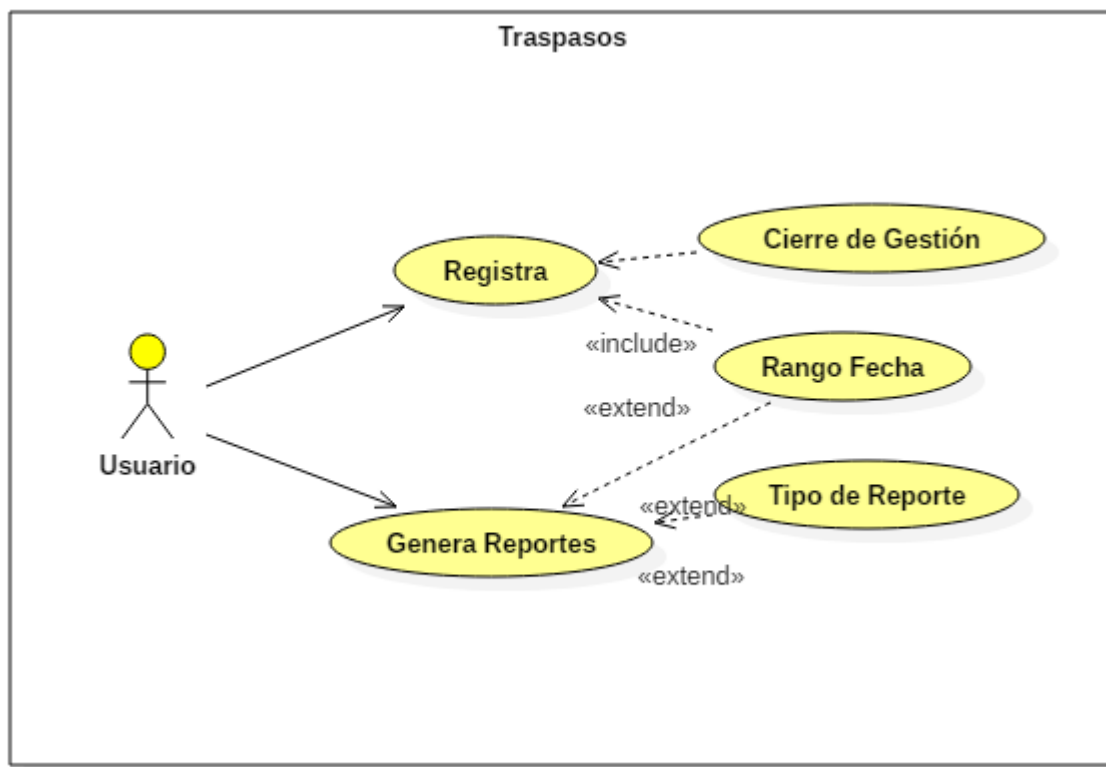 Traspasos
Cierre de Gestión
Registra
«include»
Rango Fecha
«extend»
Usuario
«extend»
Tipo de Reporte
Genera Reportes
«extend»